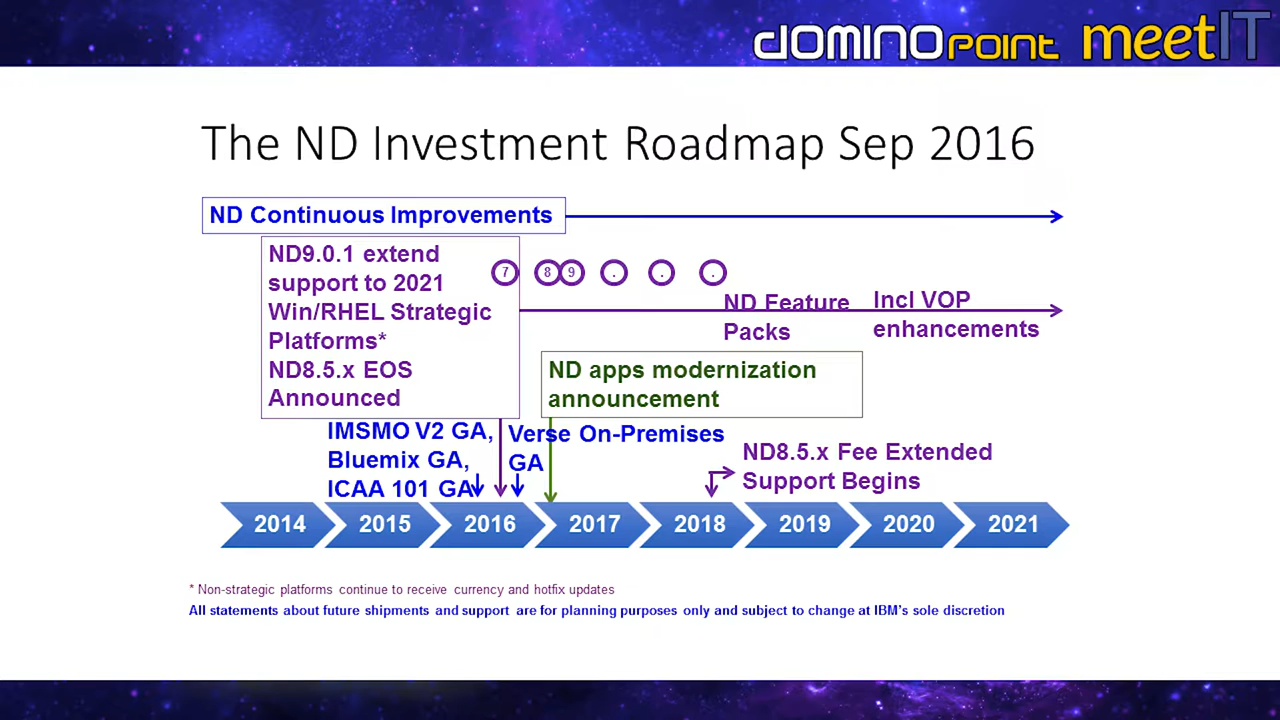 DOMINO POINT meetIT
The ND Investment Roadmap Sep 2016
ND Continuous Improvements
ND9.0.1 extend
support to 2021
Win/RHEL Strategic
Platforms*
ND8.5.x EOS
Announced
7 8 9 . . .
ND Feature
Packs
Incl VOP
enhancements
ND apps modernization
announcement
IMSMO V2 GA,
Bluemix GA,
ICAA 101 GA
Verse On-Premises
GA
ND8.5.x Fee Extended
Support Begins
2014 2015 2016 2017 2018 2019 2020 2021
* Non-strategic platforms continue to receive currency and hotfix updates
All statements about future shipments and support are for planning purposes only and subject to change at IBM's sole discretion